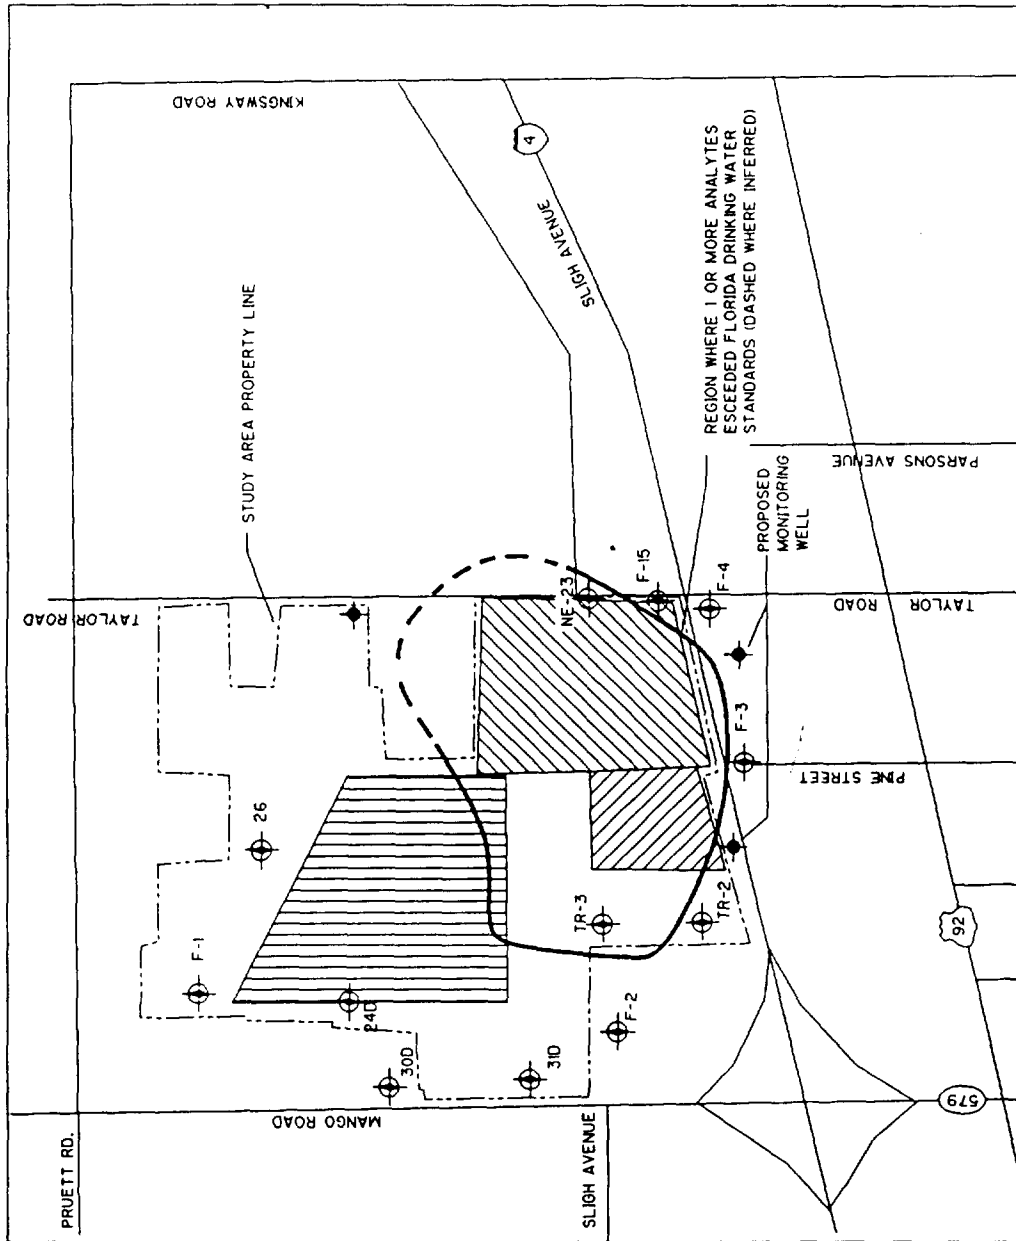 PRUETT RD.
KINGSWAY ROAD
4
SLIGH AVENUE
STUDY AREA PROPERTY LINE
REGION WHERE 1 OR MORE ANALYTES
ESCEEDED FLORIDA DRINKING WATER
STANDARDS (DASHED WHERE INFERRED)
PARSONS AVENUE
PROPOSED
MONITORING
WELL
TAYLOR ROAD
TAYLOR
ROAD
NE-23
F-15
F-4
F-3
PINE STREET
26
F-1
24D
30D
31D
F-2
TR-3
TR-2
MANGO ROAD
SLIGH AVENUE
579
92